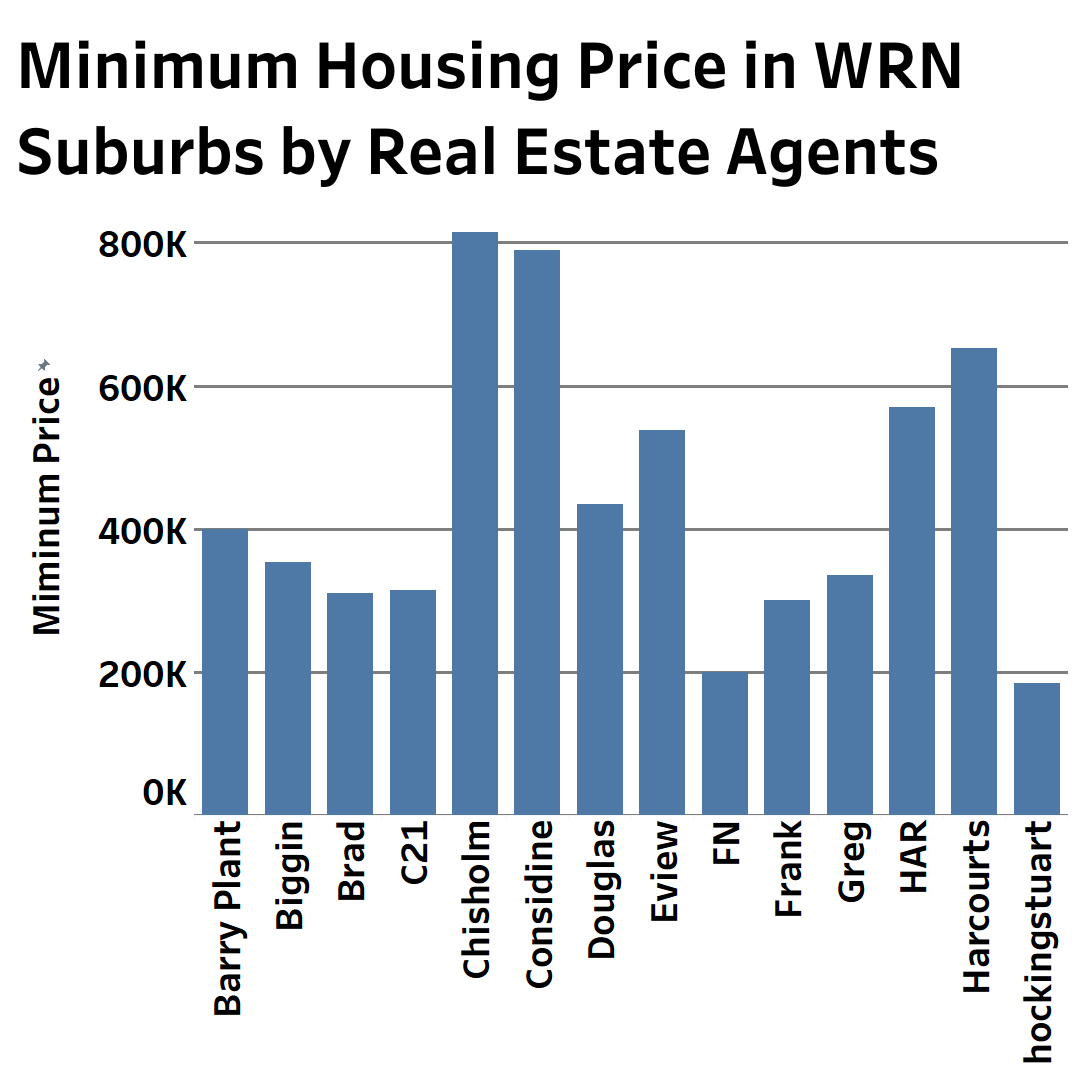 Minimum Housing Price in WRN
Suburbs by Real Estate Agents
800K
600K
400K
200K
0K
Miminum Price
Barry Plant
Biggin
Brad
C21
Chisholm
Considine
Douglas
Eview
FN
Frank
Greg
HAR
Harcourts
hockingstuart